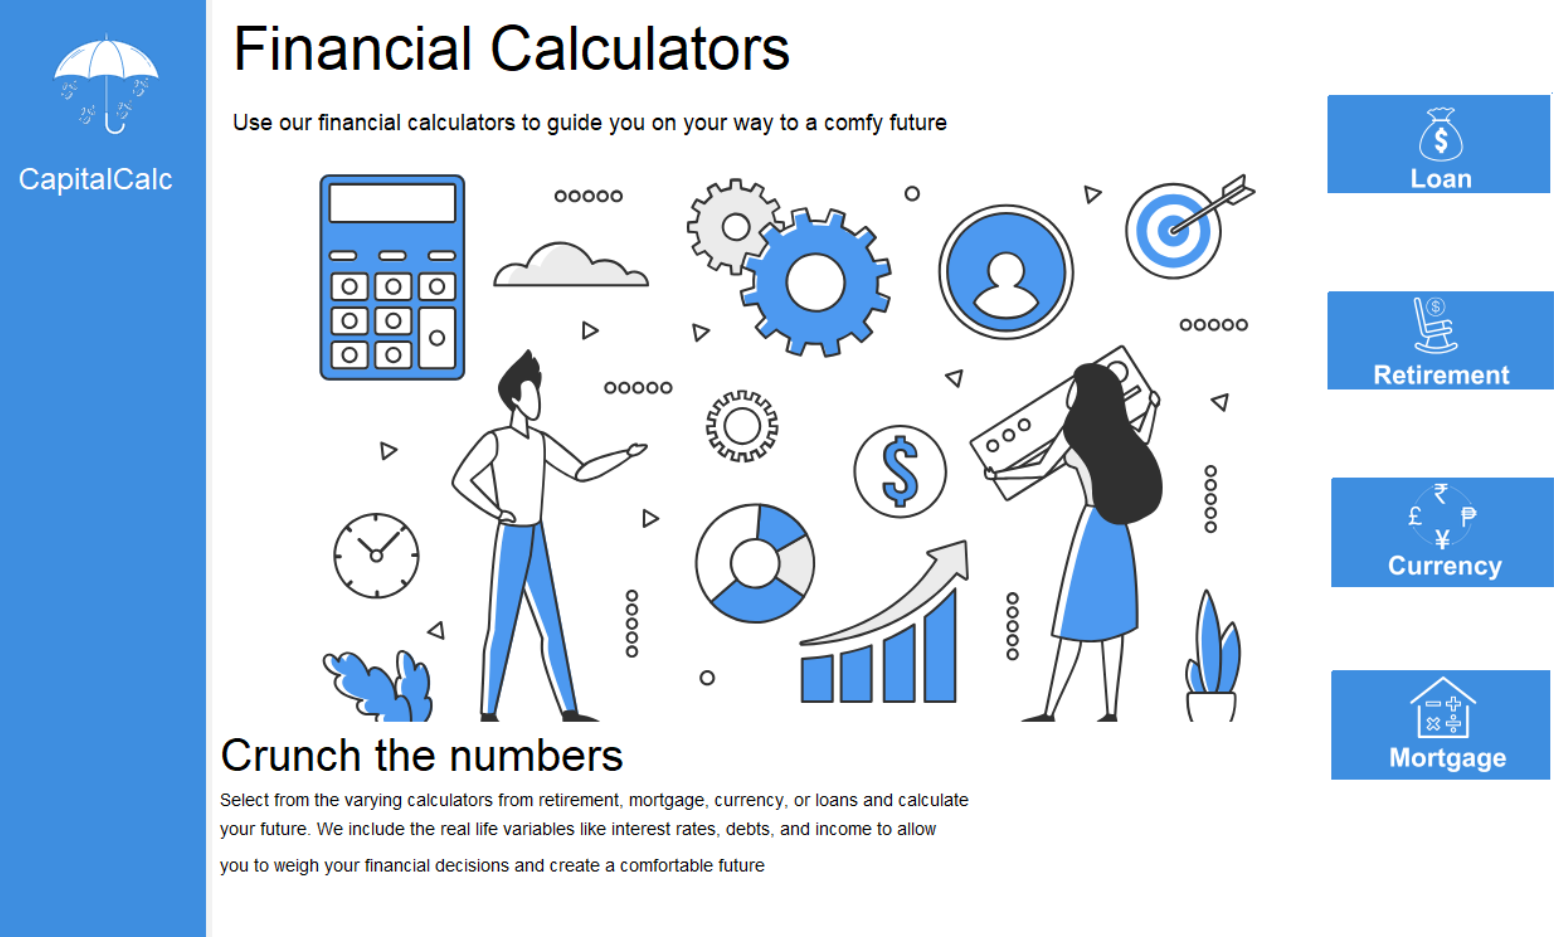 CapitalCalc
Financial Calculators
Use our financial calculators to guide you on your way to a comfy future
$
$
Loan
$
Retirement
₹
£ ₱
¥
Currency
Mortgage
Crunch the numbers
Select from the varying calculators from retirement, mortgage, currency, or loans and calculate
your future. We include the real life variables like interest rates, debts, and income to allow
you to weigh your financial decisions and create a comfortable future